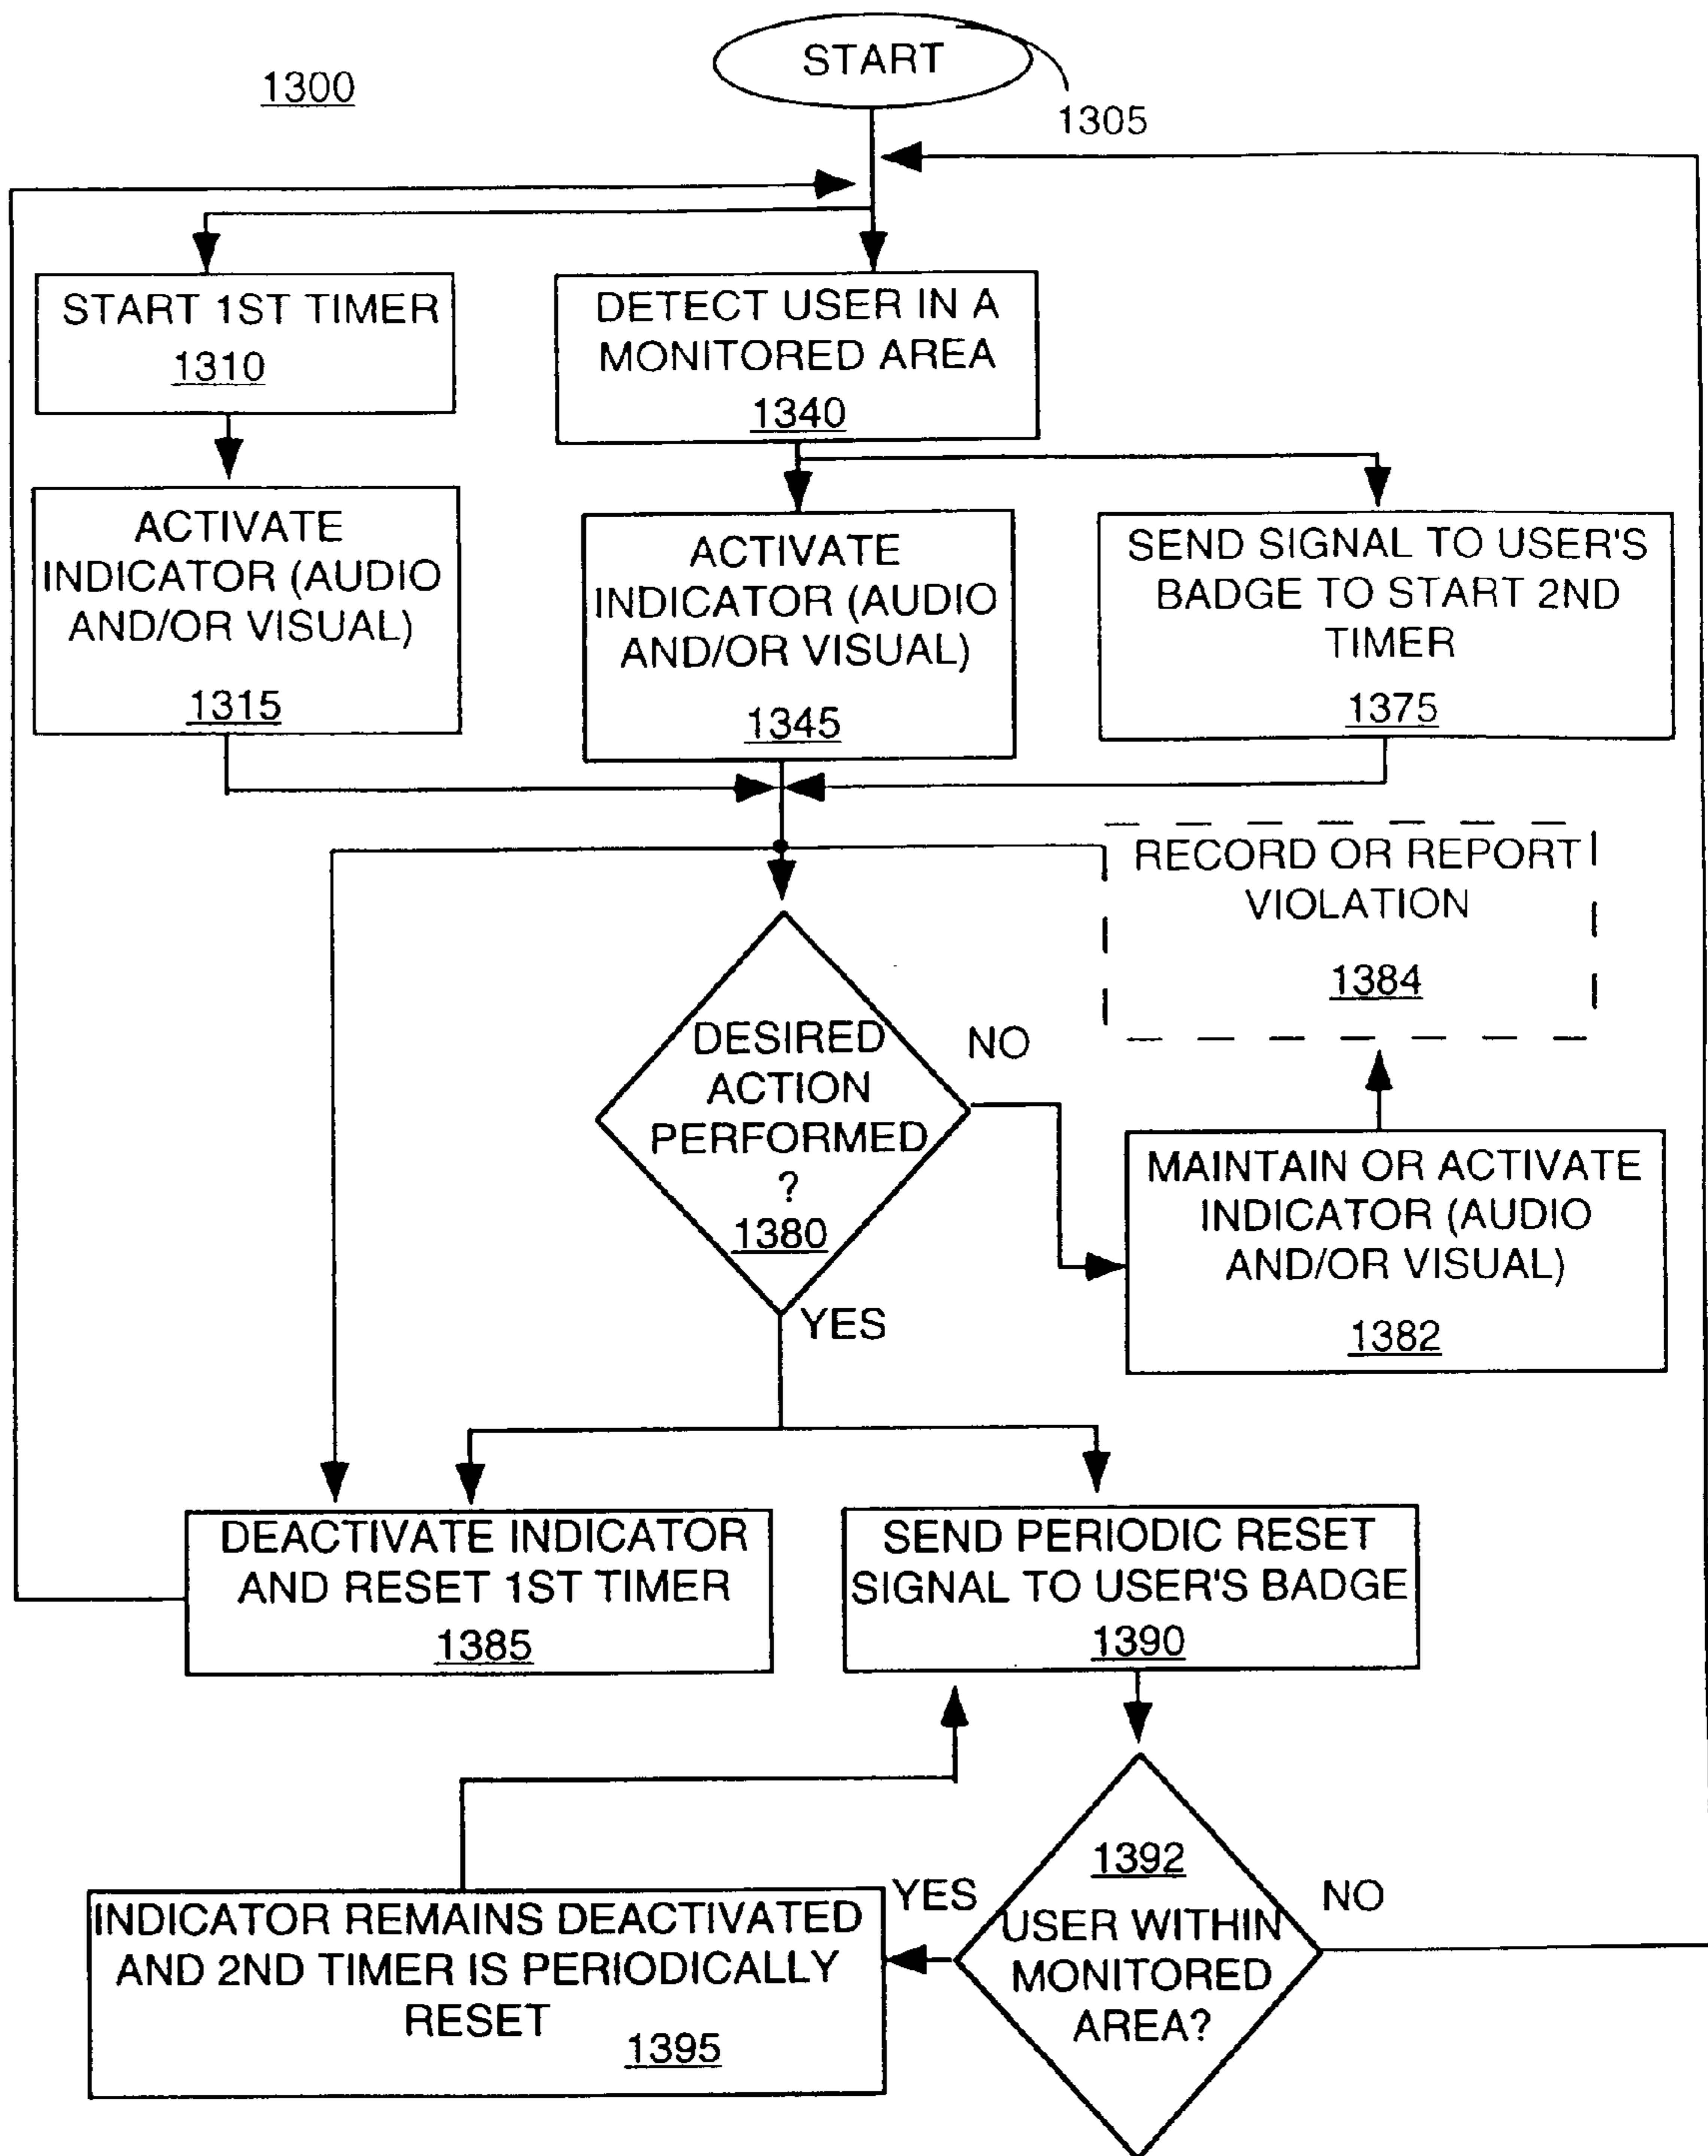 START
1300
1305
START 1ST TIMER
1310
DETECT USER IN A
MONITORED AREA
1340
ACTIVATE
INDICATOR (AUDIO
AND/OR VISUAL)
1315
ACTIVATE
INDICATOR (AUDIO
AND/OR VISUAL)
1345
SEND SIGNAL TO USER'S
BADGE TO START 2ND
TIMER
1375
RECORD OR REPORT
VIOLATION
1384
DESIRED
ACTION
PERFORMED
?
1380
NO
YES
MAINTAIN OR ACTIVATE
INDICATOR (AUDIO
AND/OR VISUAL)
1382
DEACTIVATE INDICATOR
AND RESET 1ST TIMER
1385
SEND PERIODIC RESET
SIGNAL TO USER'S BADGE
1390
1392
USER WITHIN
MONITORED
AREA?
YES
NO
INDICATOR REMAINS DEACTIVATED
AND 2ND TIMER IS PERIODICALLY
RESET
1395